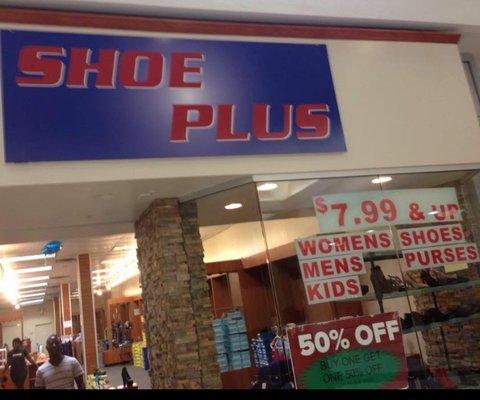 SHOE
PLUS
$7.99 & UP
WOMENS SHOES
MENS PURSES
KIDS
50% OFF
BUY ONE GET
ONE 50% OFF